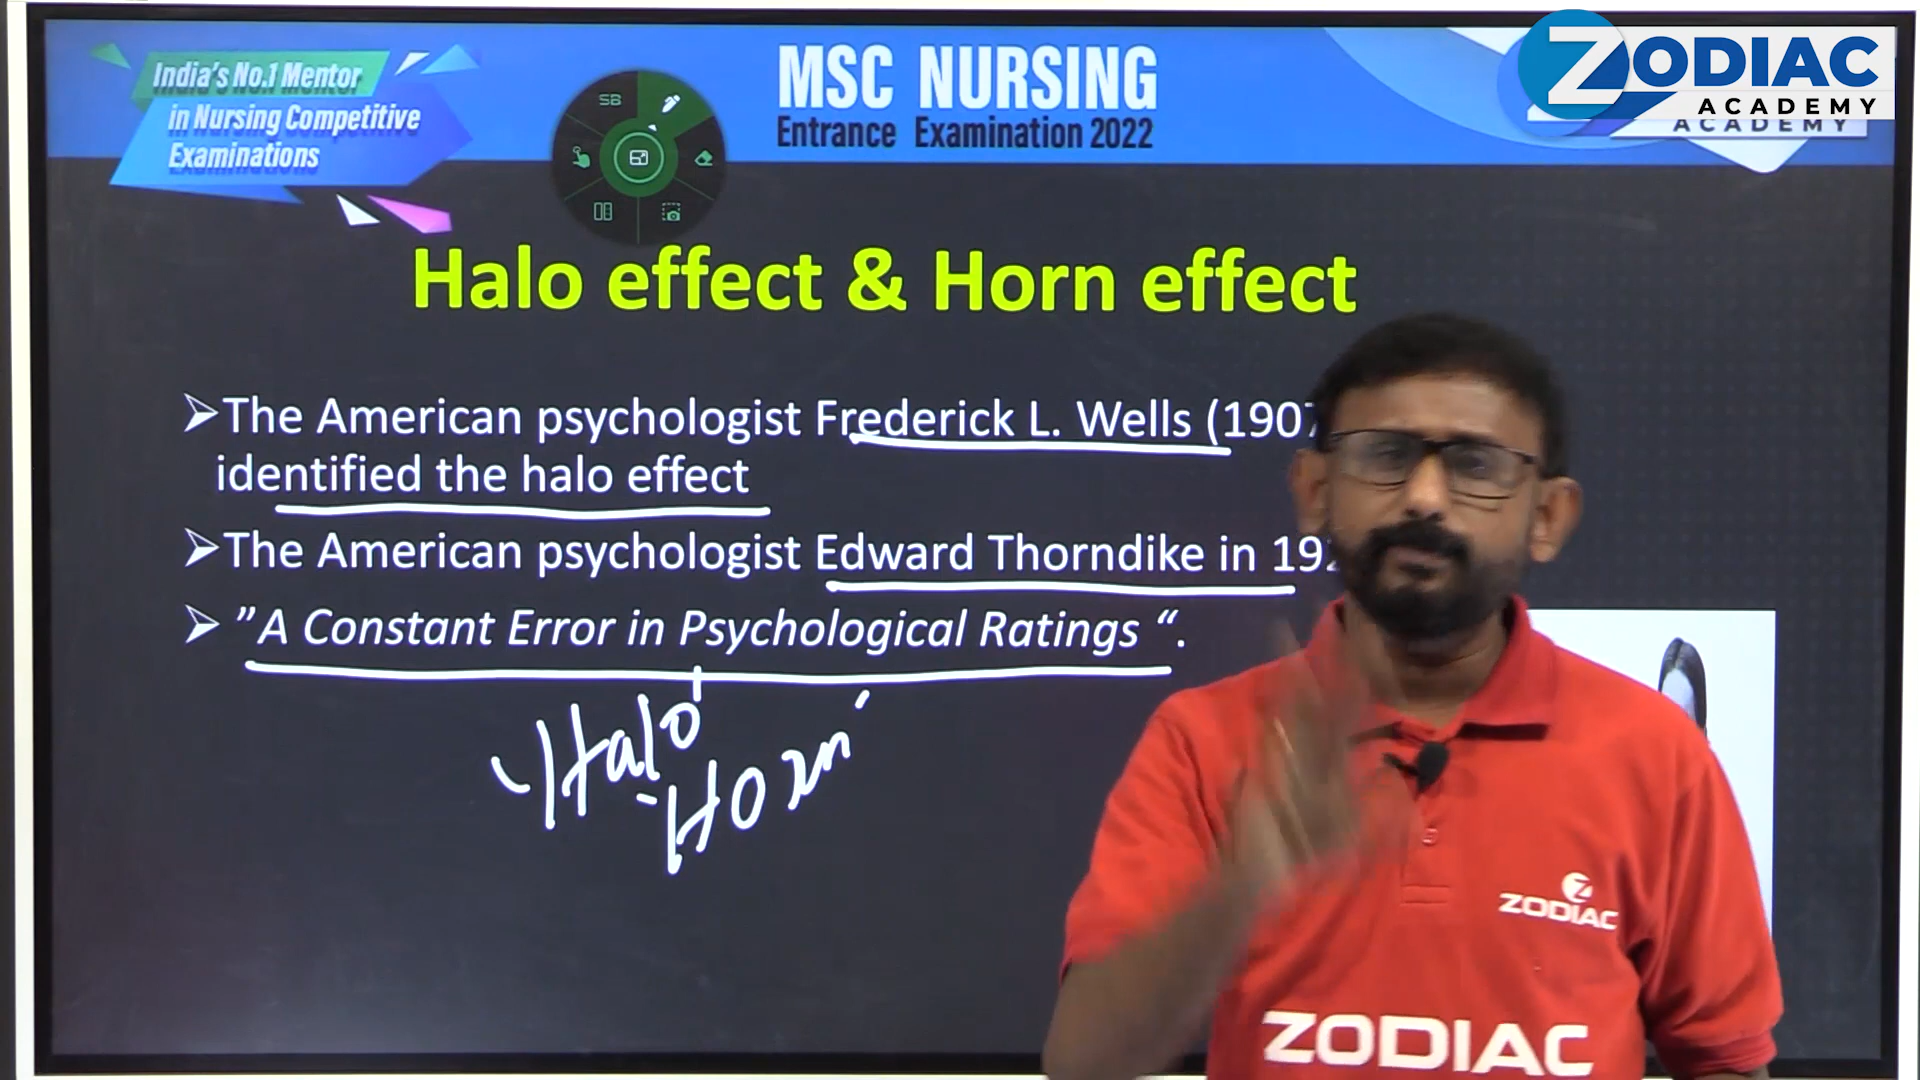 India's No.1 Mentor
in Nursing Competitive
Examinations
SB
MSC NURSING
Entrance Examination 2022
ZODIAC
ACADEMY
ACADEMY
Halo effect & Horn effect
➢The American psychologist Frederick L. Wells (1907
identified the halo effect
➢The American psychologist Edward Thorndike in 19
➢ ”A Constant Error in Psychological Ratings “.
Halo
Horn
ZODIAC
ZODIAC